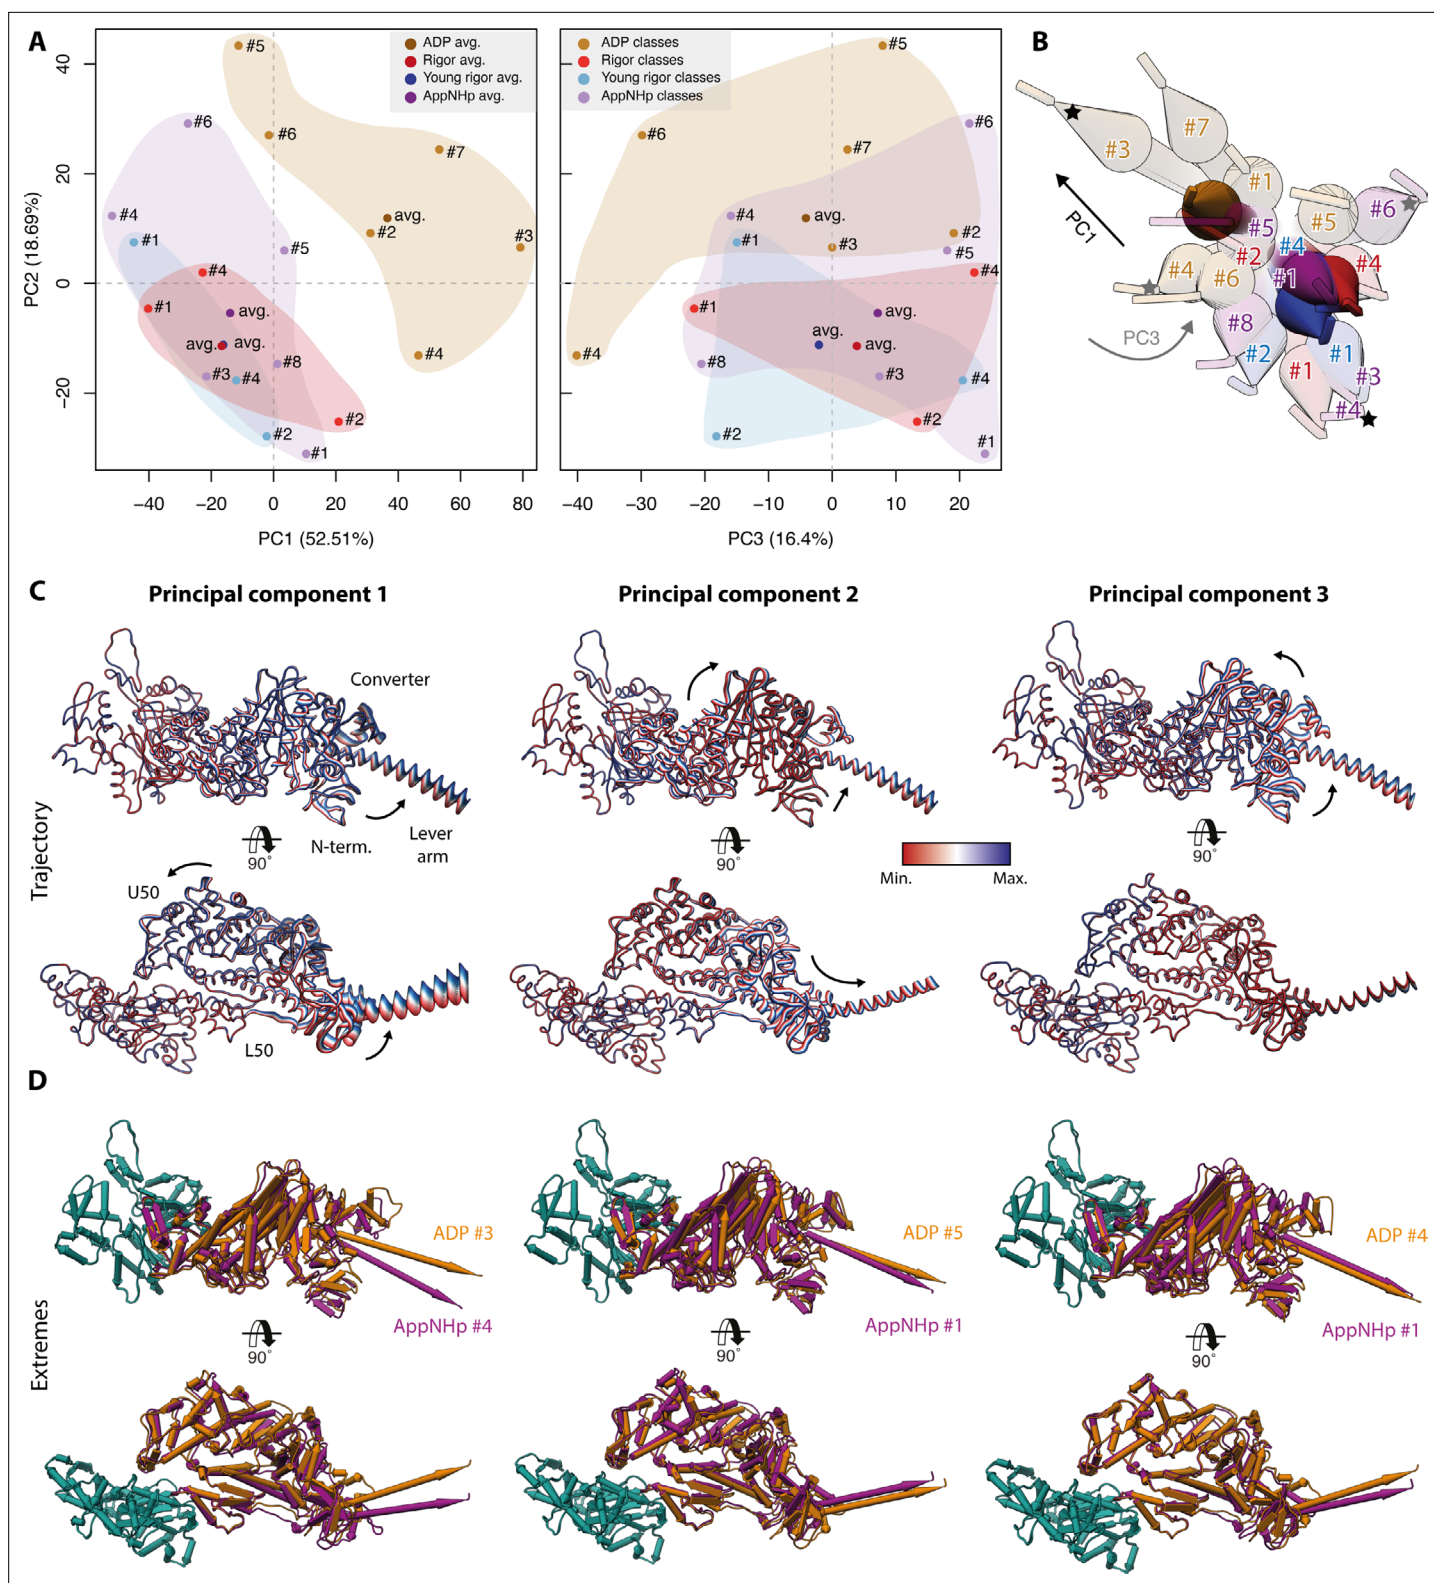 A
B
ADP avg.
Rigor avg.
Young rigor avg.
AppNHp avg.
ADP classes
Rigor classes
Young rigor classes
AppNHp classes
#5
#6
#6
#7
#4
avg.
#1
#2
#3
#5
#4
#1
avg.
avg.
avg.
#8
#4
#3
#4
#2
#2
#1
40
20
0
−20
PC2 (18.69%)
−40
−20
0
20
40
60
80
PC1 (52.51%)
#5
#6
#6
#7
#4
avg.
#2
#1
#3
#5
#4
#1
avg.
avg.
#8
avg.
#3
#4
#2
#2
#1
−40
−30
−20
−10
0
10
20
PC3 (16.4%)
#3
#7
#1
#6
#5
#5
#2
#4
#4
#4
#6
#1
#8
#2
#1
#1
#3
#4
PC1
PC3
C
Principal component 1
Principal component 2
Principal component 3
Trajectory
Converter
N-term.
Lever
arm
90°
90°
90°
Min.
Max.
U50
L50
D
Extremes
ADP #3
AppNHp #4
ADP #5
AppNHp #1
ADP #4
AppNHp #1
90°
90°
90°